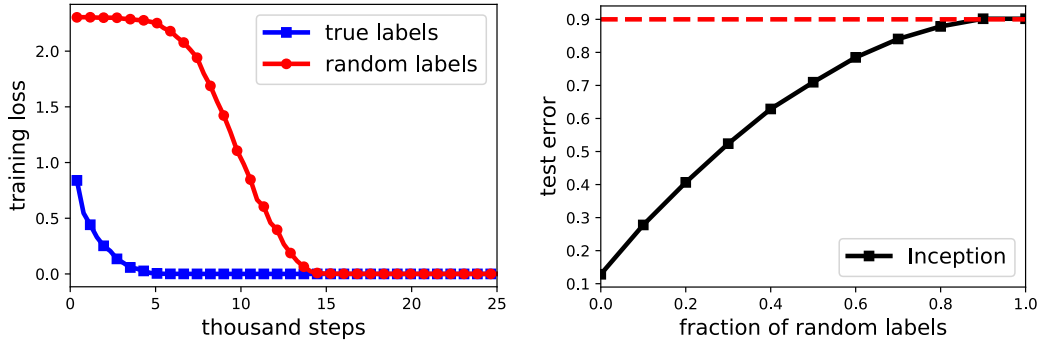 training loss
2.0
1.5
1.0
0.5
0.0
0 5 10 15 20 25
thousand steps
true labels
random labels
test error
0.9
0.8
0.7
0.6
0.5
0.4
0.3
0.2
0.1
0.0 0.2 0.4 0.6 0.8 1.0
fraction of random labels
Inception